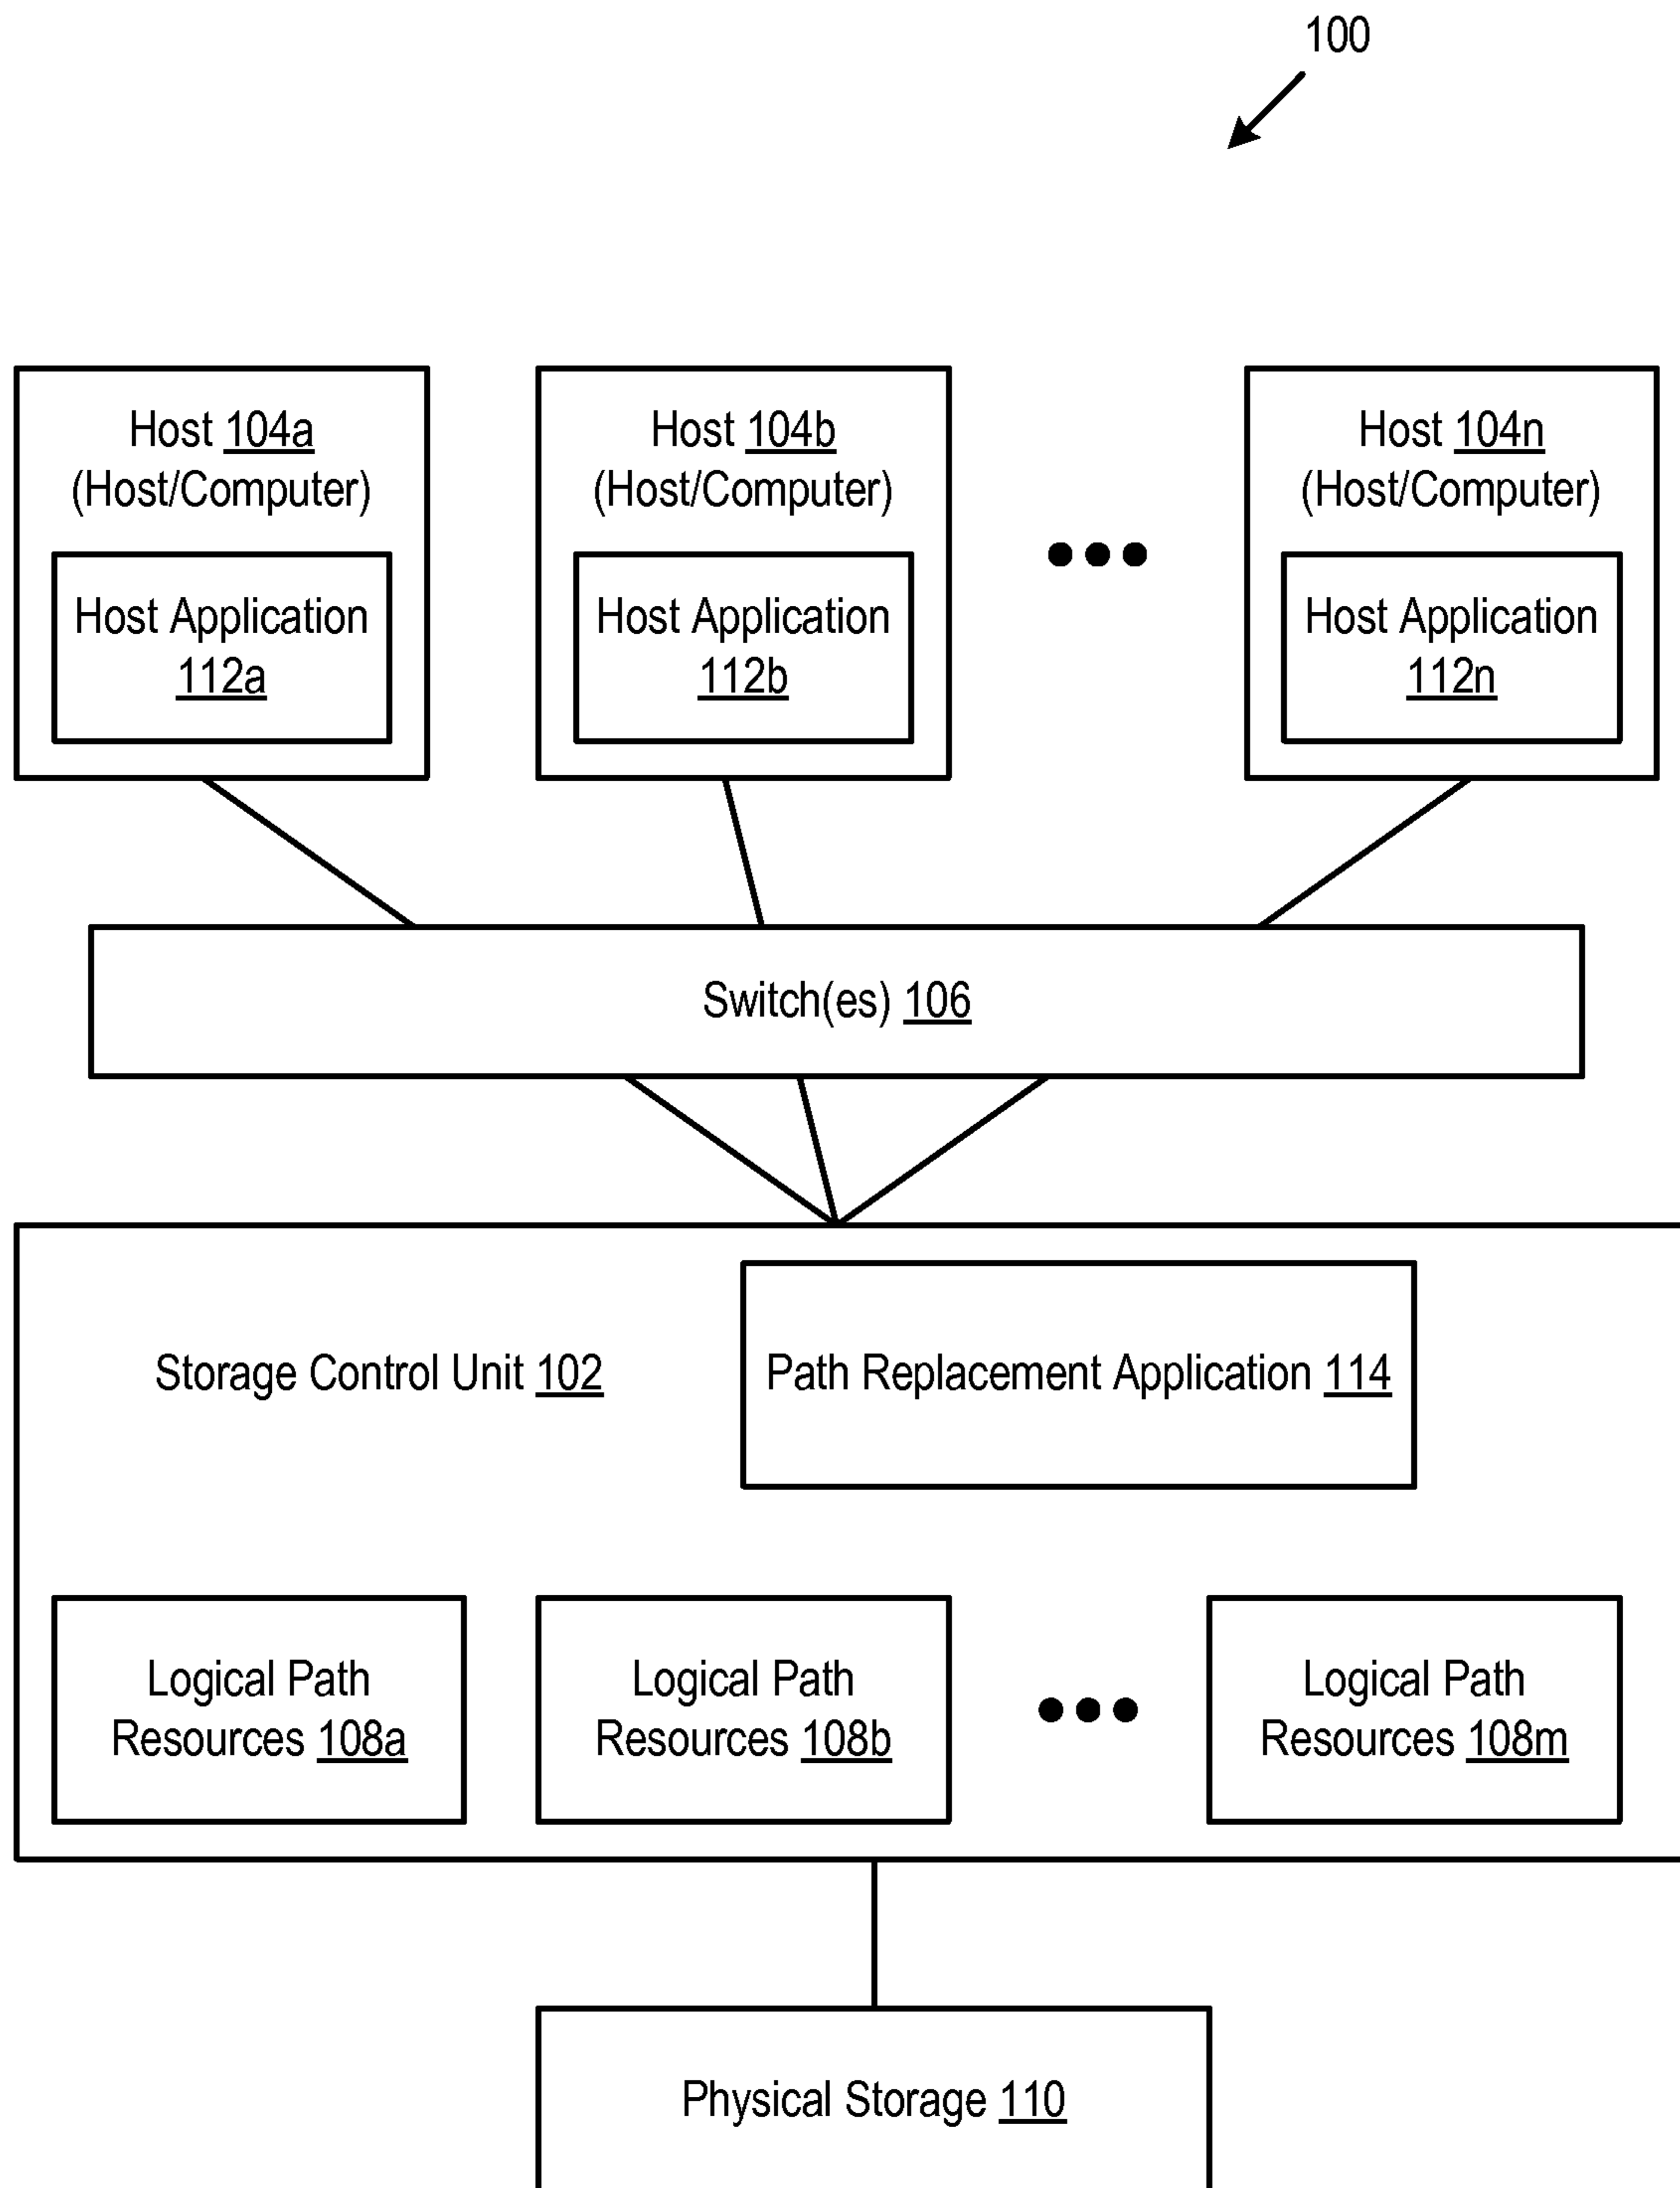 100
Host 104a
(Host/Computer)
Host Application
112a
Host 104b
(Host/Computer)
Host Application
112b
Host 104n
(Host/Computer)
Host Application
112n
Switch(es) 106
Storage Control Unit 102
Path Replacement Application 114
Logical Path
Resources 108a
Logical Path
Resources 108b
Logical Path
Resources 108m
Physical Storage 110